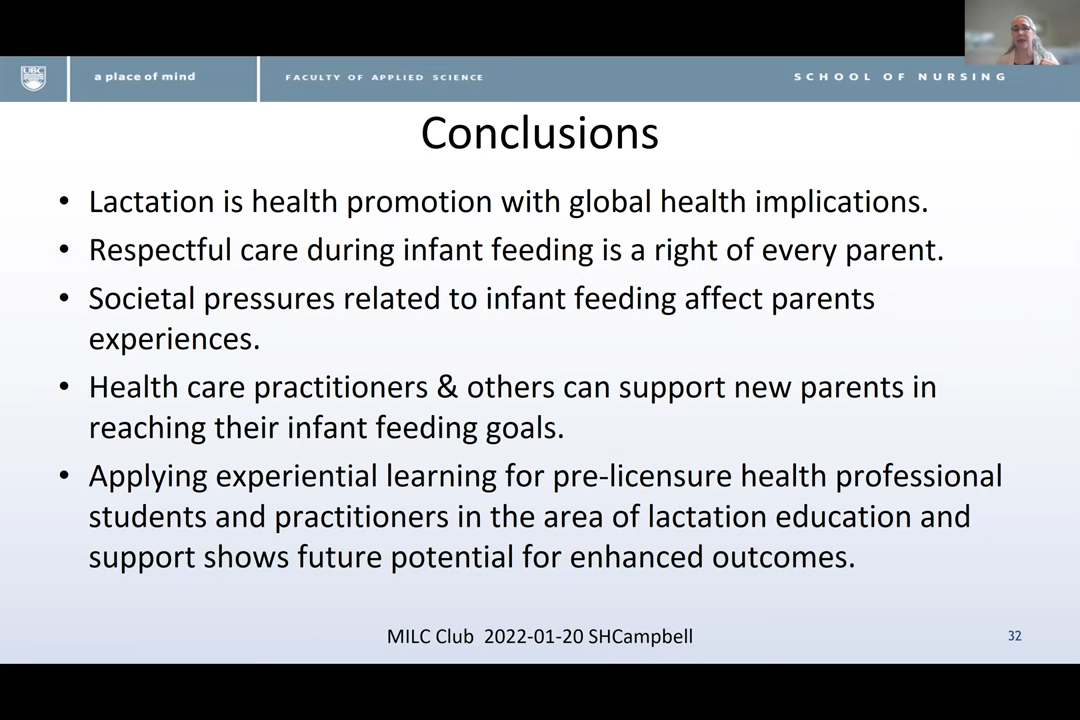 UBC
a place of mind
FACULTY OF APPLIED SCIENCE
SCHOOL OF NURSING
Conclusions
• Lactation is health promotion with global health implications.
• Respectful care during infant feeding is a right of every parent.
• Societal pressures related to infant feeding affect parents
experiences.
• Health care practitioners & others can support new parents in
reaching their infant feeding goals.
• Applying experiential learning for pre-licensure health professional
students and practitioners in the area of lactation education and
support shows future potential for enhanced outcomes.
MILC Club 2022-01-20 SHCampbell
32